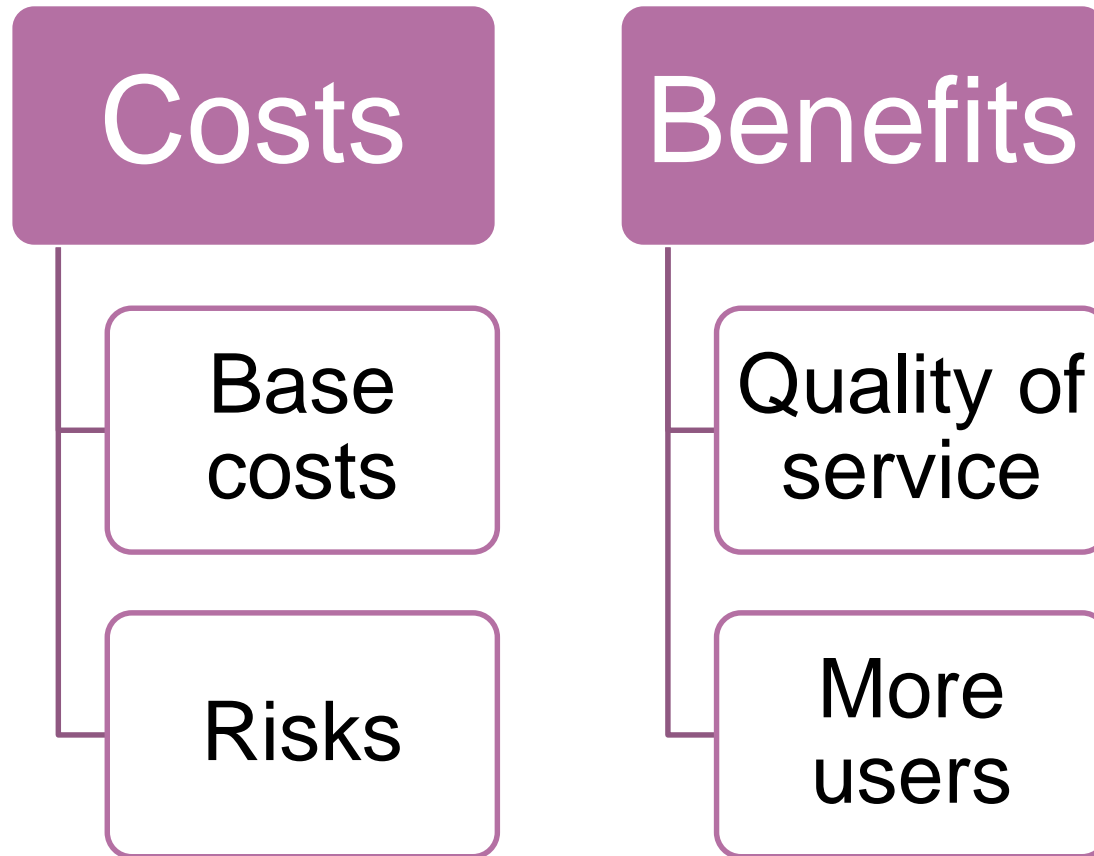 Costs
Base
costs
Risks
Benefits
Quality of
service
More
users